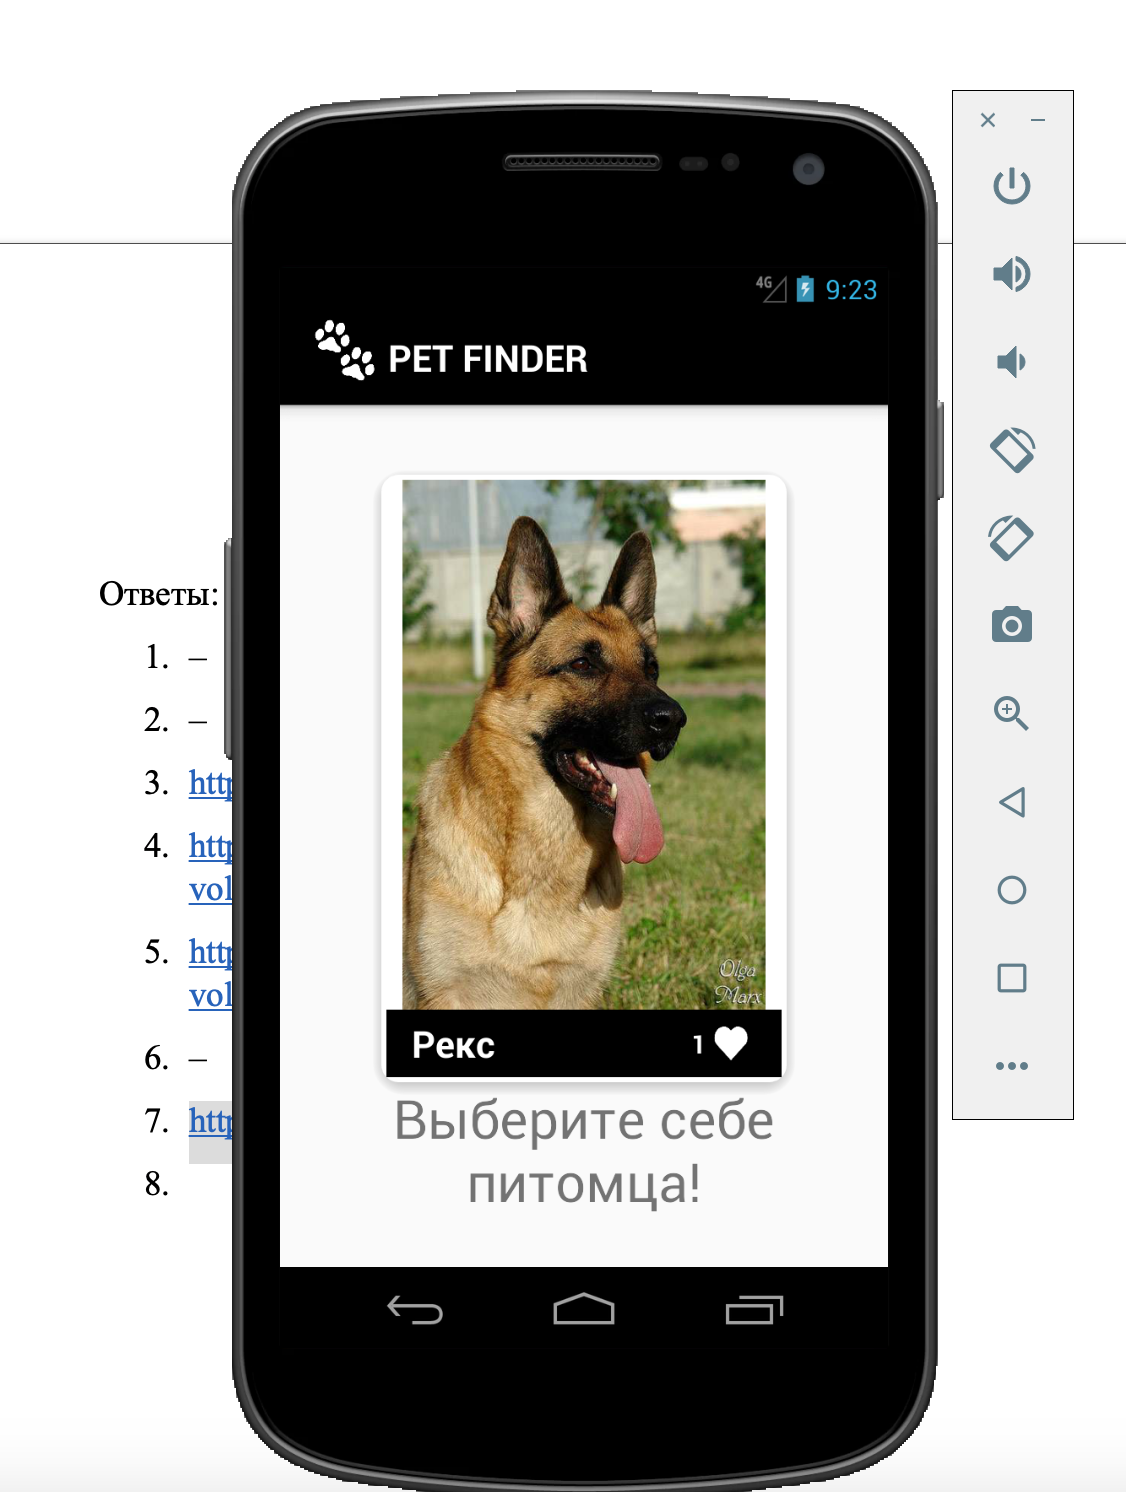 4G 9:23
PET FINDER
Olga
Marx
Рекс 1
Выберите себе
питомца!
Ответы:
1. –
2. –
3. http
4. http
vol
5. http
vol
6. –
7. http
8.